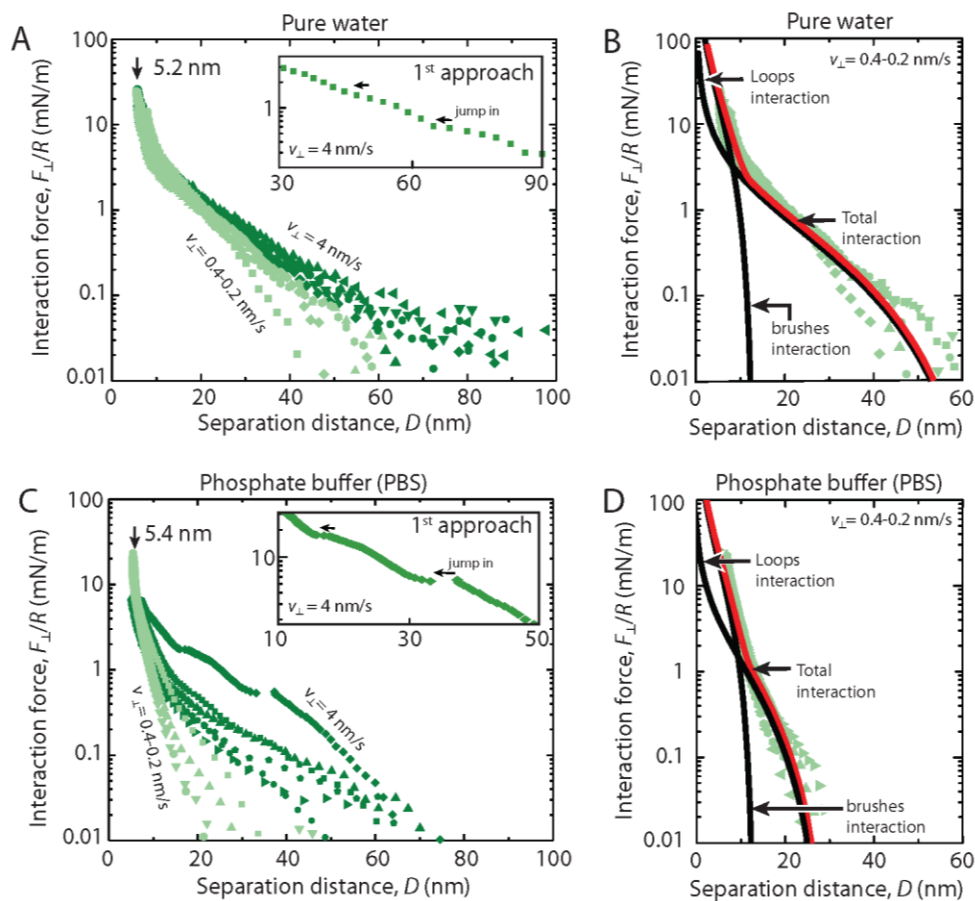 Pure water
A
Interaction force, F⊥/R (mN/m)
100
10
1
0.1
0.01
5.2 nm
1st approach
jump in
1
v⊥ = 4 nm/s
30
60
90
v⊥ = 4 nm/s
v⊥= 0.4-0.2 nm/s
0
20
40
60
80
100
Separation distance, D (nm)
Pure water
B
Interaction force, F⊥/R (mN/m)
100
10
1
0.1
0.01
v⊥= 0.4-0.2 nm/s
Loops
interaction
Total
interaction
brushes
interaction
0
20
40
60
Separation distance, D (nm)
Phosphate buffer (PBS)
C
Interaction force, F⊥/R (mN/m)
100
10
1
0.1
0.01
5.4 nm
1st approach
jump in
10
v⊥ = 4 nm/s
10
30
50
v⊥= 4 nm/s
v⊥= 0.4-0.2 nm/s
0
20
40
60
80
100
Separation distance, D (nm)
Phosphate buffer (PBS)
D
Interaction force, F⊥/R (mN/m)
100
10
1
0.1
0.01
v⊥= 0.4-0.2 nm/s
Loops
interaction
Total
interaction
brushes
interaction
0
20
40
60
Separation distance, D (nm)